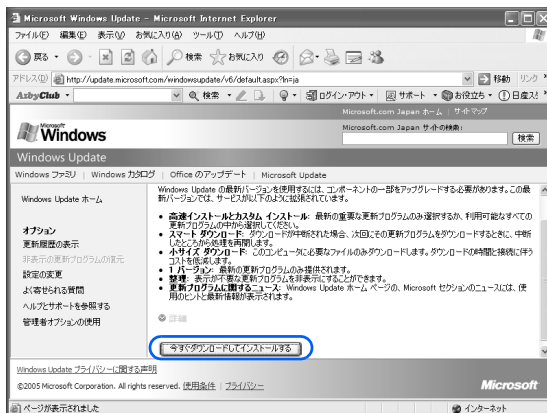 Microsoft Windows Update - Microsoft Internet Explorer
ファイル(F) 編集(E) 表示(V) お気に入り(A) ツール(T) ヘルプ(H)
戻る 検索 お気に入り
アドレス(D) http://update.microsoft.com/windowsupdate/v6/default.aspx?ln=ja 移動 リンク »
AzbyClub 検索 ログイン・アウト サポート お役立ち 日産ス! »
Microsoft.com Japan ホーム | サイトマップ
Microsoft Windows
Microsoft.com Japan サイトの検索:
検索
Windows Update
Windows ファミリ | Windows カタログ | Office のアップデート | Microsoft Update
Windows Update ホーム
オプション
更新履歴の表示
非表示の更新プログラムの復元
設定の変更
よく寄せられる質問
ヘルプとサポートを参照する
管理者オプションの使用
Windows Update の最新バージョンを使用するには、コンポーネントの一部をアップグレードする必要があります。この最
新バージョンでは、サービスが以下のように拡張されています。
• 高速インストールとカスタム インストール: 最新の重要な更新プログラムのみ選択するか、利用可能なすべての
更新プログラムの中から選択してください。
• スマート ダウンロード: ダウンロードが中断された場合、次回にその更新プログラムをダウンロードするときに、中断
したところから処理を再開します。
• 小サイズ ダウンロード: このコンピュータに必要なファイルのみダウンロードします。ダウンロードの時間と接続に伴う
コストを低減します。
• 1 バージョン: 最新の更新プログラムのみ提供されます。
• 整理: 表示が不要な更新プログラムを非表示にすることができます。
• 更新プログラムに関するニュース: Windows Update ホーム ページの、Microsoft セクションのニュースには、使
用のヒントと最新情報が表示されます。
詳細
今すぐダウンロードしてインストールする
Windows Update プライバシーに関する声明
©2005 Microsoft Corporation. All rights reserved. 使用条件 | プライバシー
Microsoft
ページが表示されました
インターネット